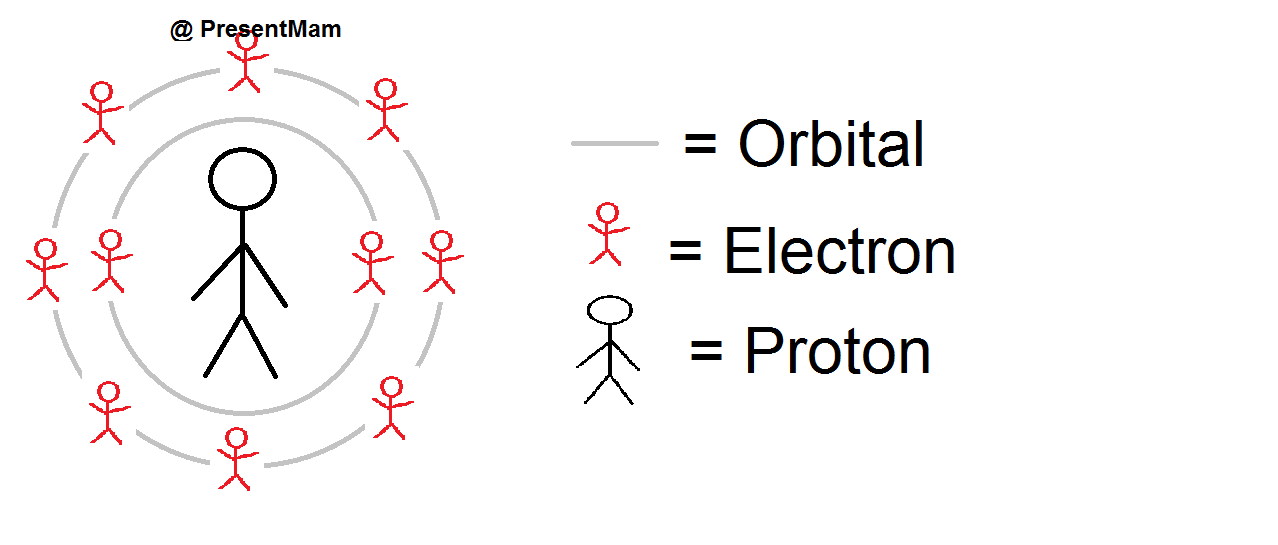 @ PresentMam
= Orbital
= Electron
= Proton